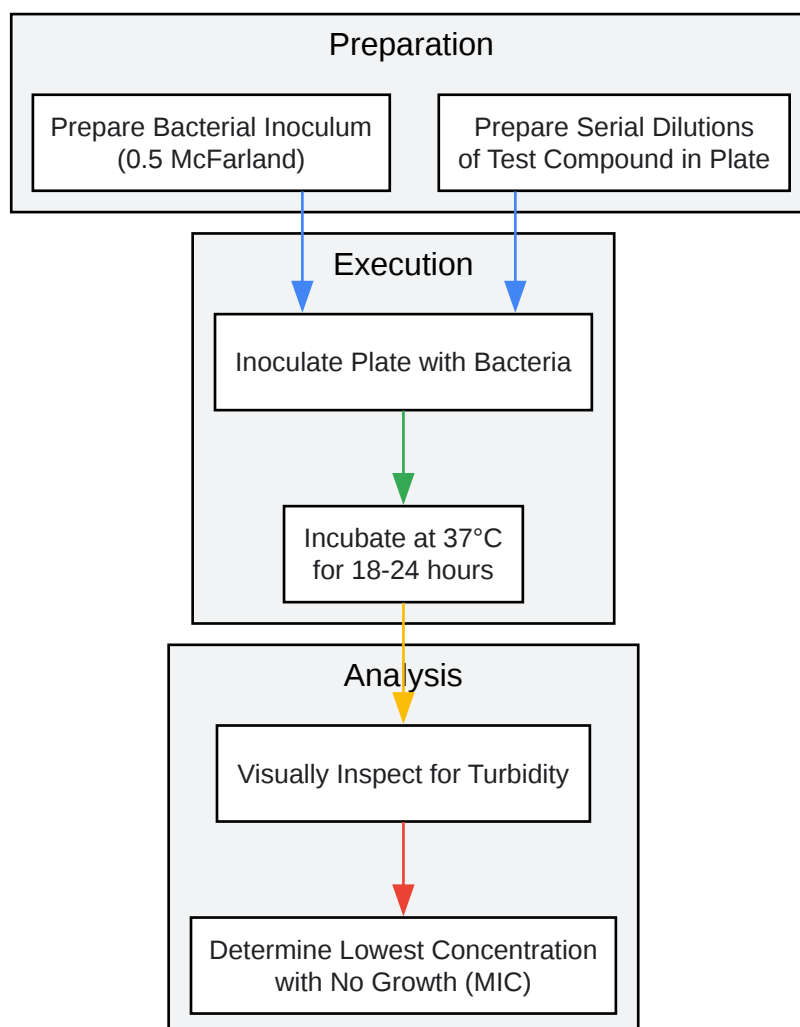 Preparation
Prepare Bacterial Inoculum
(0.5 McFarland)
Prepare Serial Dilutions
of Test Compound in Plate
Execution
Inoculate Plate with Bacteria
Incubate at 37°C
for 18-24 hours
Analysis
Visually Inspect for Turbidity
Determine Lowest Concentration
with No Growth (MIC)